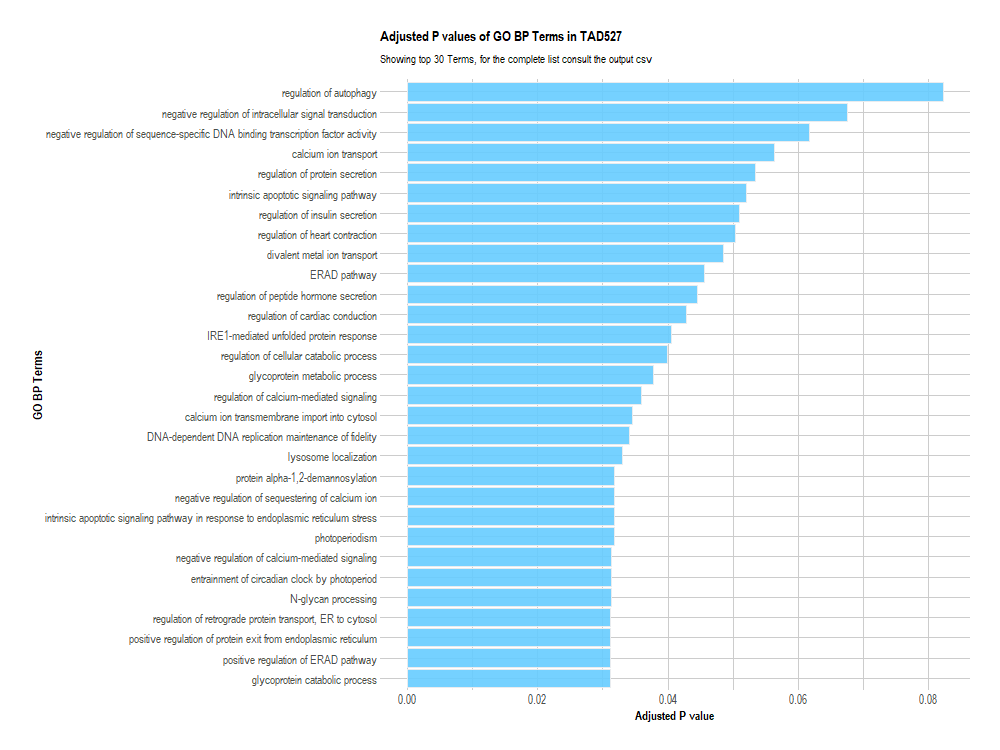 Adjusted P values of GO BP Terms in TAD527
Showing top 30 Terms, for the complete list consult the output csv
GO BP Terms
regulation of autophagy
negative regulation of intracellular signal transduction
negative regulation of sequence-specific DNA binding transcription factor activity
calcium ion transport
regulation of protein secretion
intrinsic apoptotic signaling pathway
regulation of insulin secretion
regulation of heart contraction
divalent metal ion transport
ERAD pathway
regulation of peptide hormone secretion
regulation of cardiac conduction
IRE1-mediated unfolded protein response
regulation of cellular catabolic process
glycoprotein metabolic process
regulation of calcium-mediated signaling
calcium ion transmembrane import into cytosol
DNA-dependent DNA replication maintenance of fidelity
lysosome localization
protein alpha-1,2-demannosylation
negative regulation of sequestering of calcium ion
intrinsic apoptotic signaling pathway in response to endoplasmic reticulum stress
photoperiodism
negative regulation of calcium-mediated signaling
entrainment of circadian clock by photoperiod
N-glycan processing
regulation of retrograde protein transport, ER to cytosol
positive regulation of protein exit from endoplasmic reticulum
positive regulation of ERAD pathway
glycoprotein catabolic process
0.00 0.02 0.04 0.06 0.08
Adjusted P value